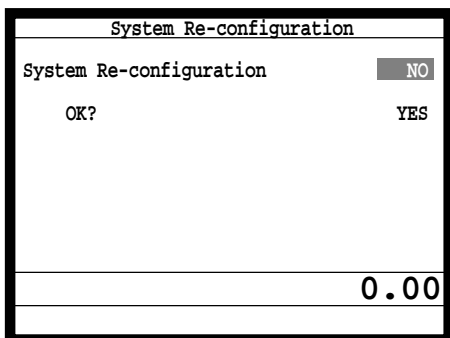 System Re-configuration
System Re-configuration NO
OK? YES
0.00